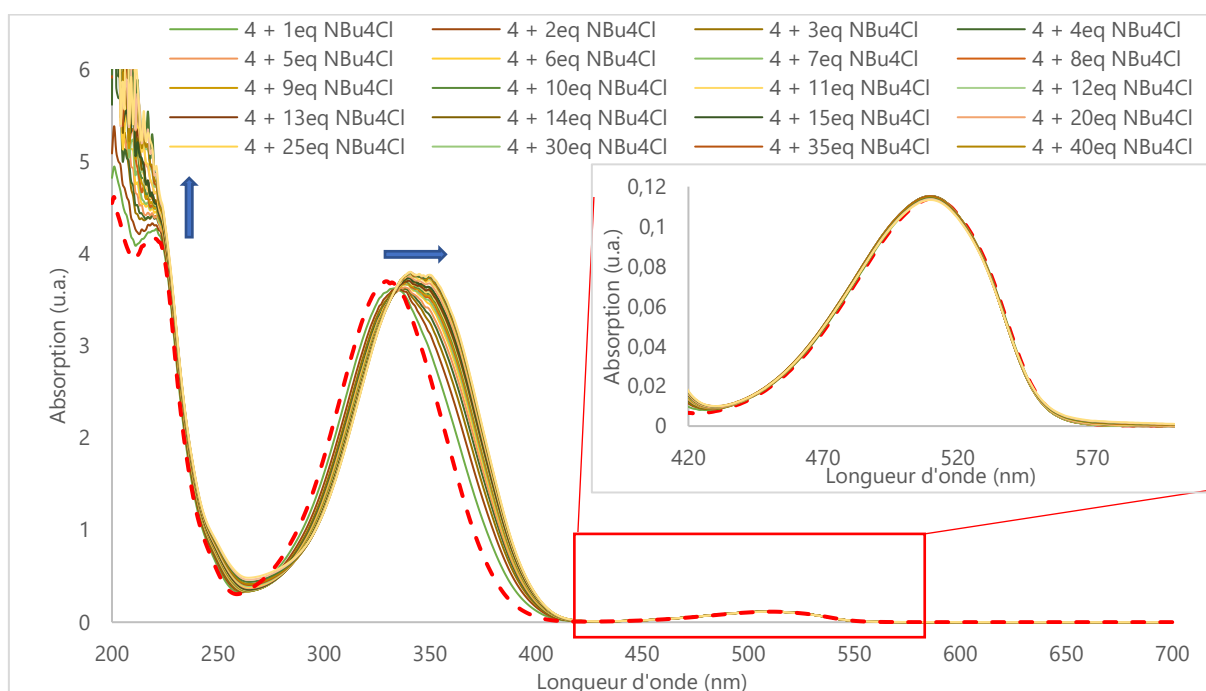 4 + 1eq NBu4Cl 4 + 2eq NBu4Cl 4 + 3eq NBu4Cl 4 + 4eq NBu4Cl
4 + 5eq NBu4Cl 4 + 6eq NBu4Cl 4 + 7eq NBu4Cl 4 + 8eq NBu4Cl
4 + 9eq NBu4Cl 4 + 10eq NBu4Cl 4 + 11eq NBu4Cl 4 + 12eq NBu4Cl
4 + 13eq NBu4Cl 4 + 14eq NBu4Cl 4 + 15eq NBu4Cl 4 + 20eq NBu4Cl
4 + 25eq NBu4Cl 4 + 30eq NBu4Cl 4 + 35eq NBu4Cl 4 + 40eq NBu4Cl
6
5
4
3
2
1
0
Absorption (u.a.)
200 250 300 350 400 450 500 550 600 650 700
Longueur d'onde (nm)
0,12
0,1
0,08
0,06
0,04
0,02
0
Absorption (u.a.)
420 470 520 570
Longueur d'onde (nm)